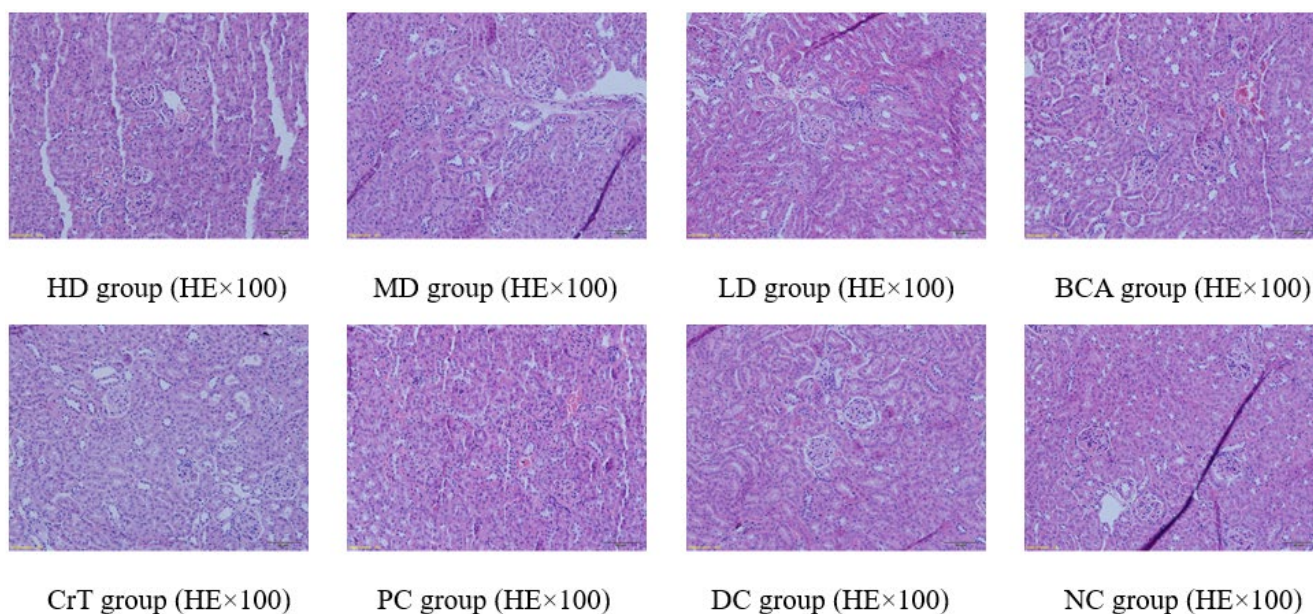 HD group (HE×100)
MD group (HE×100)
LD group (HE×100)
BCA group (HE×100)
CrT group (HE×100)
PC group (HE×100)
DC group (HE×100)
NC group (HE×100)